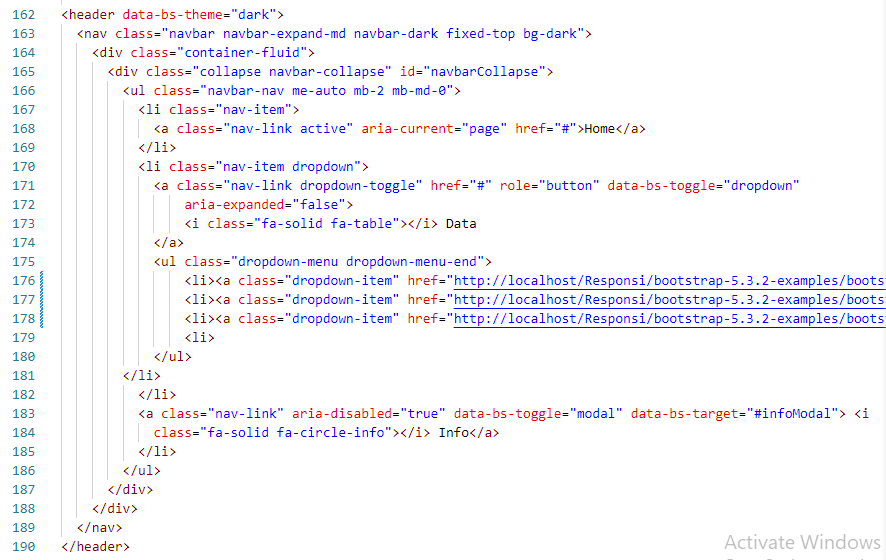 162 <header data-bs-theme="dark">
163 <nav class="navbar navbar-expand-md navbar-dark fixed-top bg-dark">
164 <div class="container-fluid">
165 <div class="collapse navbar-collapse" id="navbarCollapse">
166 <ul class="navbar-nav me-auto mb-2 mb-md-0">
167 <li class="nav-item">
168 <a class="nav-link active" aria-current="page" href="#">Home</a>
169 </li>
170 <li class="nav-item dropdown">
171 <a class="nav-link dropdown-toggle" href="#" role="button" data-bs-toggle="dropdown"
172 aria-expanded="false">
173 <i class="fa-solid fa-table"></i> Data
174 </a>
175 <ul class="dropdown-menu dropdown-menu-end">
176 <li><a class="dropdown-item" href="http://localhost/Responsi/bootstrap-5.3.2-examples/boots
177 <li><a class="dropdown-item" href="http://localhost/Responsi/bootstrap-5.3.2-examples/boots
178 <li><a class="dropdown-item" href="http://localhost/Responsi/bootstrap-5.3.2-examples/boots
179 <li>
180 </ul>
181 </li>
182 </li>
183 <a class="nav-link" aria-disabled="true" data-bs-toggle="modal" data-bs-target="#infoModal"> <i
184 class="fa-solid fa-circle-info"></i> Info</a>
185 </li>
186 </ul>
187 </div>
188 </div>
189 </nav>
190 </header>
Activate Windows